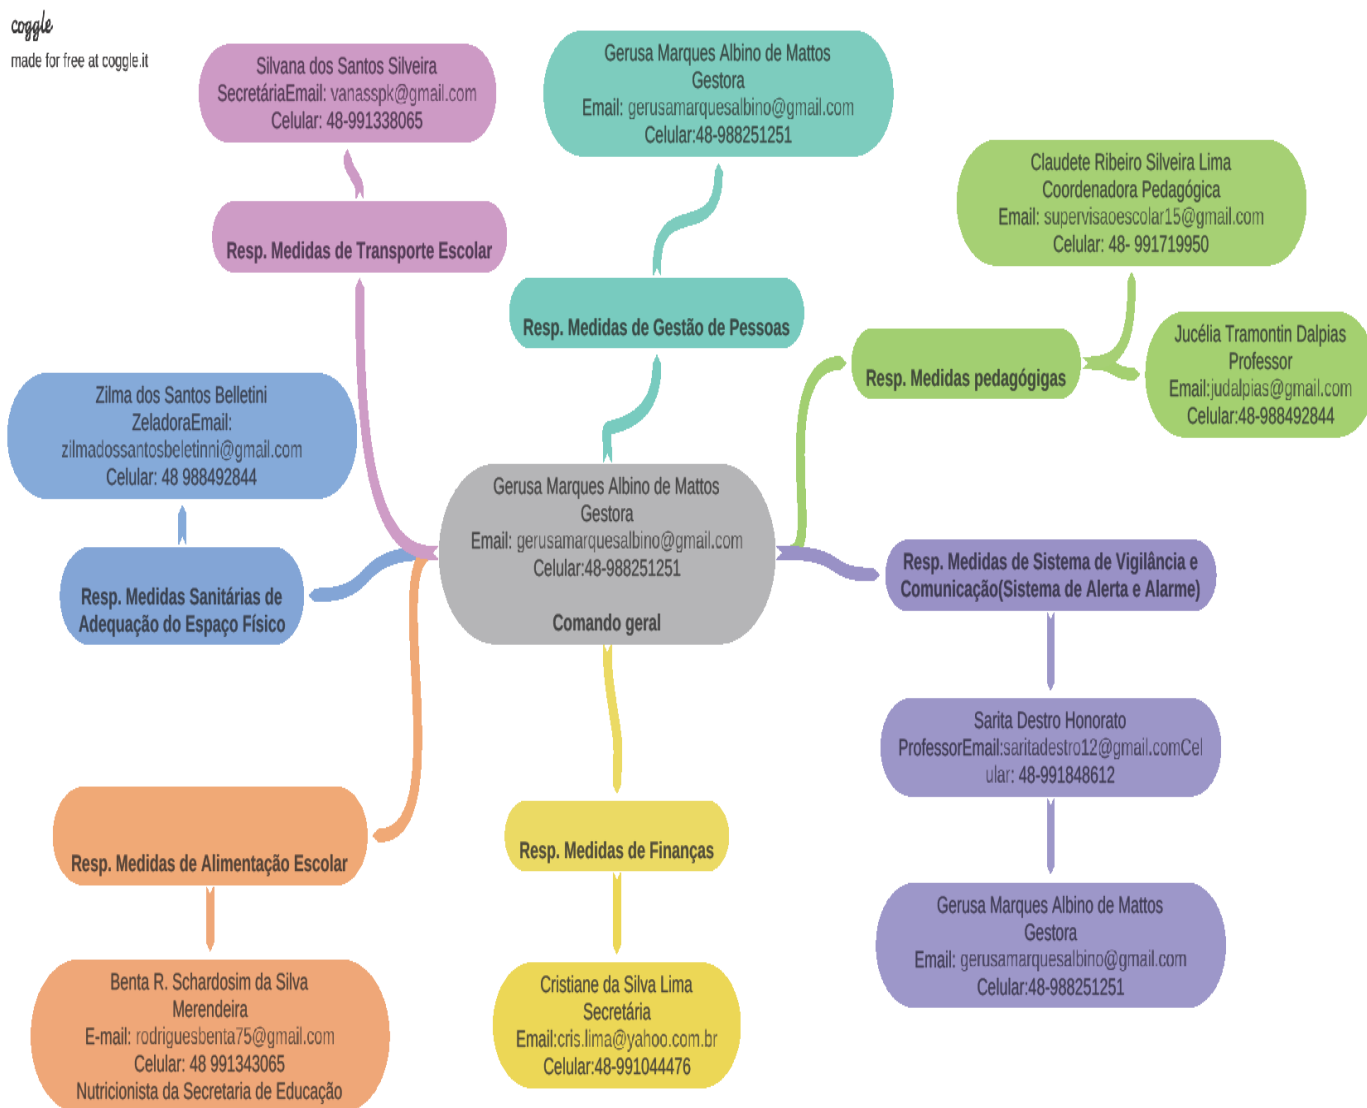 coggle
made for free at coggle.it
Silvana dos Santos Silveira
SecretáriaEmail: vanasspk@gmail.com
Celular: 48-991338065
Gerusa Marques Albino de Mattos
Gestora
Email: gerusamarquesalbino@gmail.com
Celular:48-988251251
Claudete Ribeiro Silveira Lima
Coordenadora Pedagógica
Email: supervisaoescolar15@gmail.com
Celular: 48- 991719950
Resp. Medidas de Transporte Escolar
Resp. Medidas de Gestão de Pessoas
Resp. Medidas pedagógigas
Jucélia Tramontin Dalpias
Professor
Email:judalpias@gmail.com
Celular:48-988492844
Zilma dos Santos Belletini
ZeladoraEmail:
zilmadossantosbeletinni@gmail.com
Celular: 48 988492844
Gerusa Marques Albino de Mattos
Gestora
Email: gerusamarquesalbino@gmail.com
Celular:48-988251251
Comando geral
Resp. Medidas Sanitárias de
Adequação do Espaço Físico
Resp. Medidas de Sistema de Vigilância e
Comunicação(Sistema de Alerta e Alarme)
Sarita Destro Honorato
ProfessorEmail:saritadestro12@gmail.comCel
ular: 48-991848612
Resp. Medidas de Alimentação Escolar
Resp. Medidas de Finanças
Gerusa Marques Albino de Mattos
Gestora
Email: gerusamarquesalbino@gmail.com
Celular:48-988251251
Benta R. Schardosim da Silva
Merendeira
E-mail: rodriguesbenta75@gmail.com
Celular: 48 991343065
Nutricionista da Secretaria de Educação
Cristiane da Silva Lima
Secretária
Email:cris.lima@yahoo.com.br
Celular:48-991044476